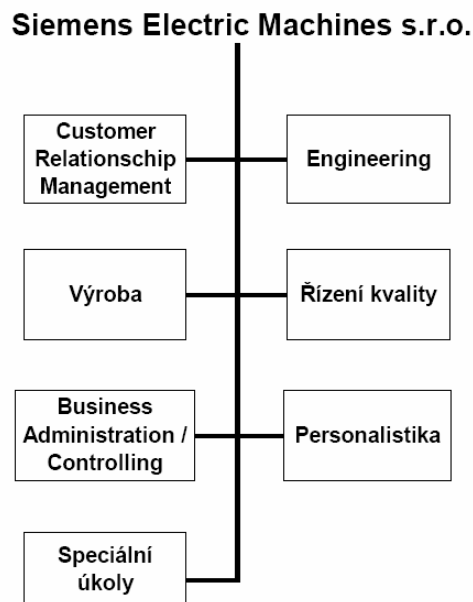 Siemens Electric Machines s.r.o.
Customer
Relationschip
Management
Engineering
Výroba
Řízení kvality
Business
Administration /
Controlling
Personalistika
Speciální
úkoly